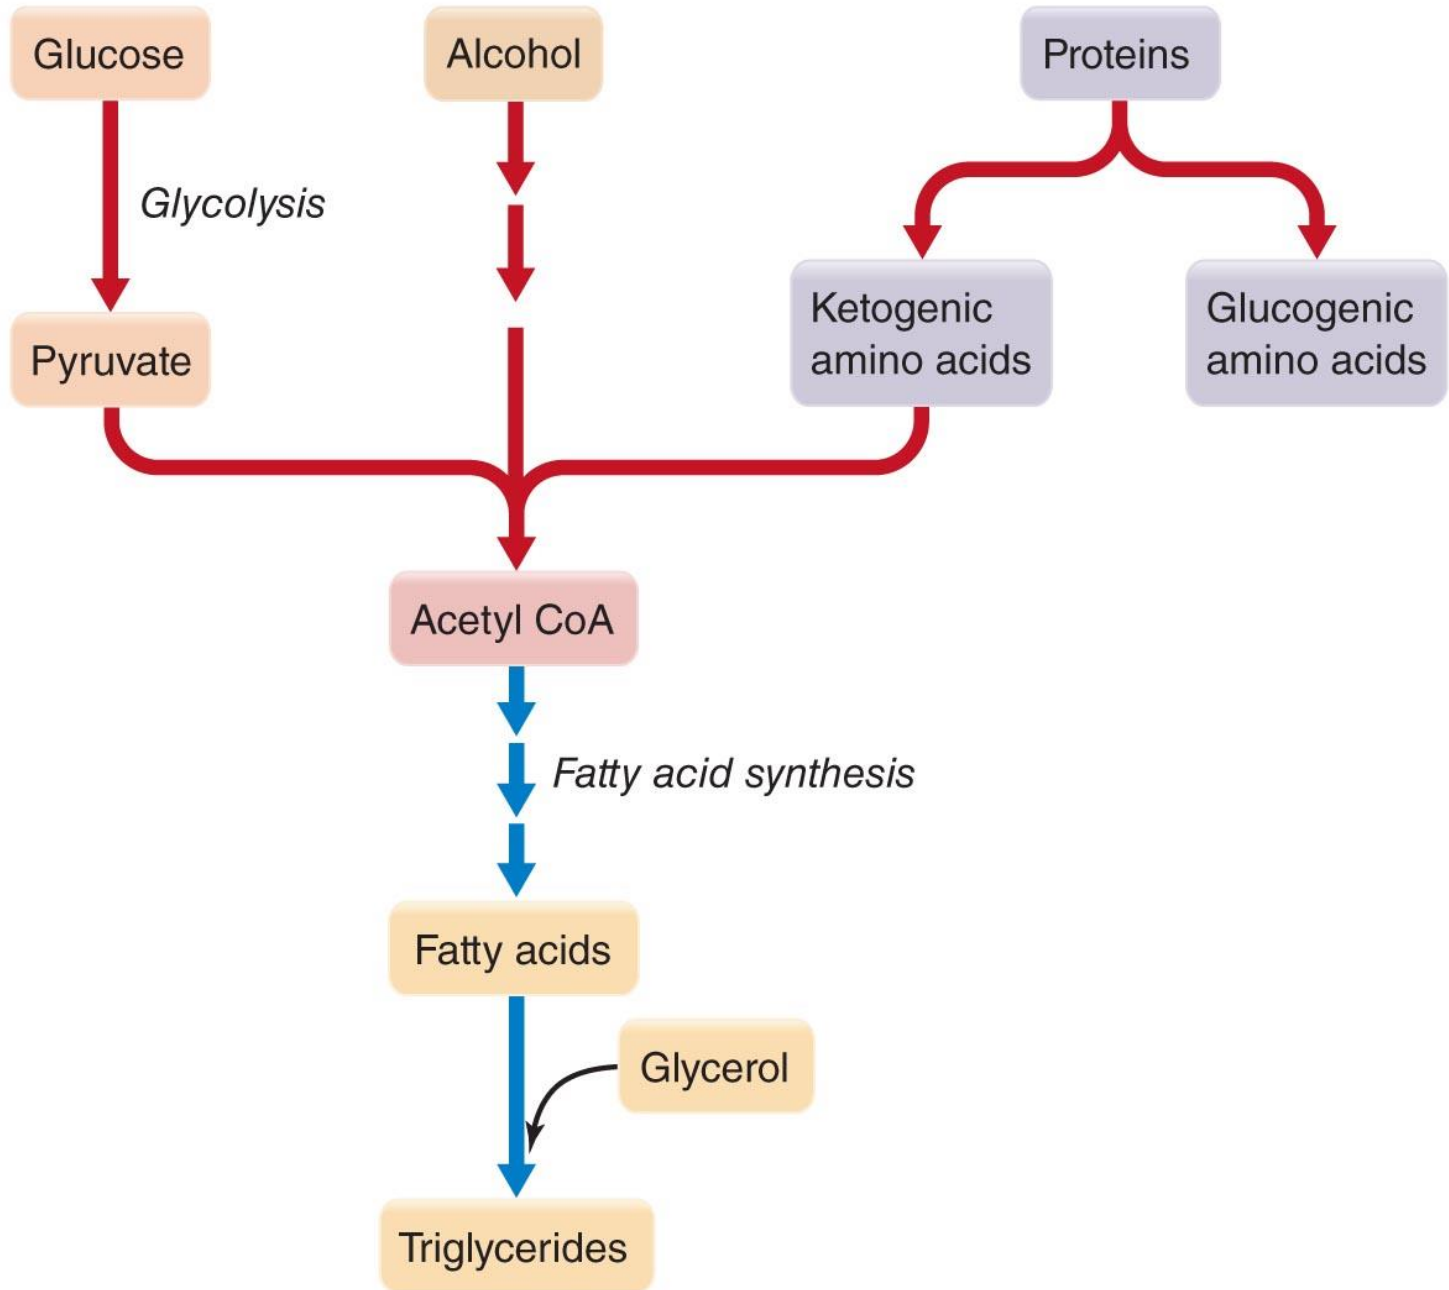 Glucose
Alcohol
Proteins
Glycolysis
Ketogenic
amino acids
Glucogenic
amino acids
Pyruvate
Acetyl CoA
Fatty acid synthesis
Fatty acids
Glycerol
Triglycerides